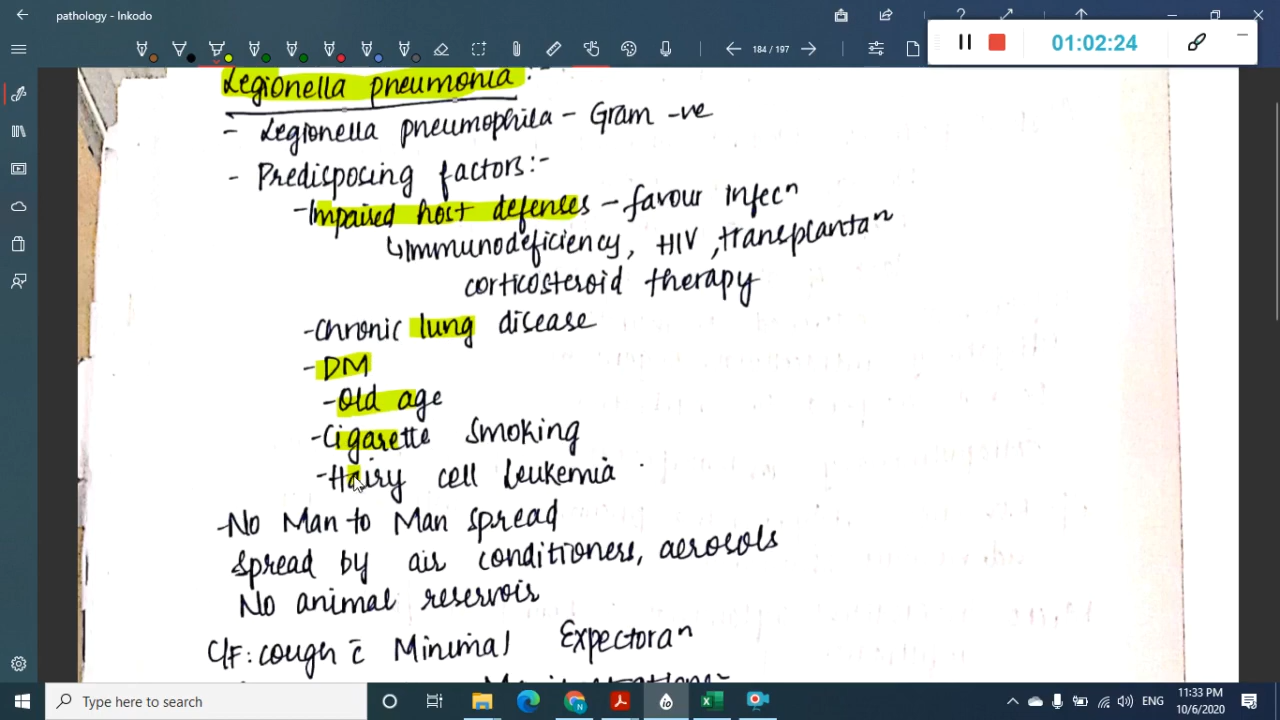 pathology - Inkodo
184 / 197
01:02:24
Legionella pneumonia :-
- Legionella pneumophila - Gram -ve
- Predisposing factors:-
-Impaired host defenses - favour Infecⁿ
↳Immunodeficiency, HIV, transplantaⁿ
corticosteroid therapy
-Chronic lung disease
- DM
-Old age
-Cigarette Smoking
-Hairy cell leukemia
-No Man to Man spread
spread by air conditioners, aerosols
No animal reservoir
C/F: cough c̄ Minimal Expectoraⁿ
Type here to search
ENG
11:33 PM
10/6/2020